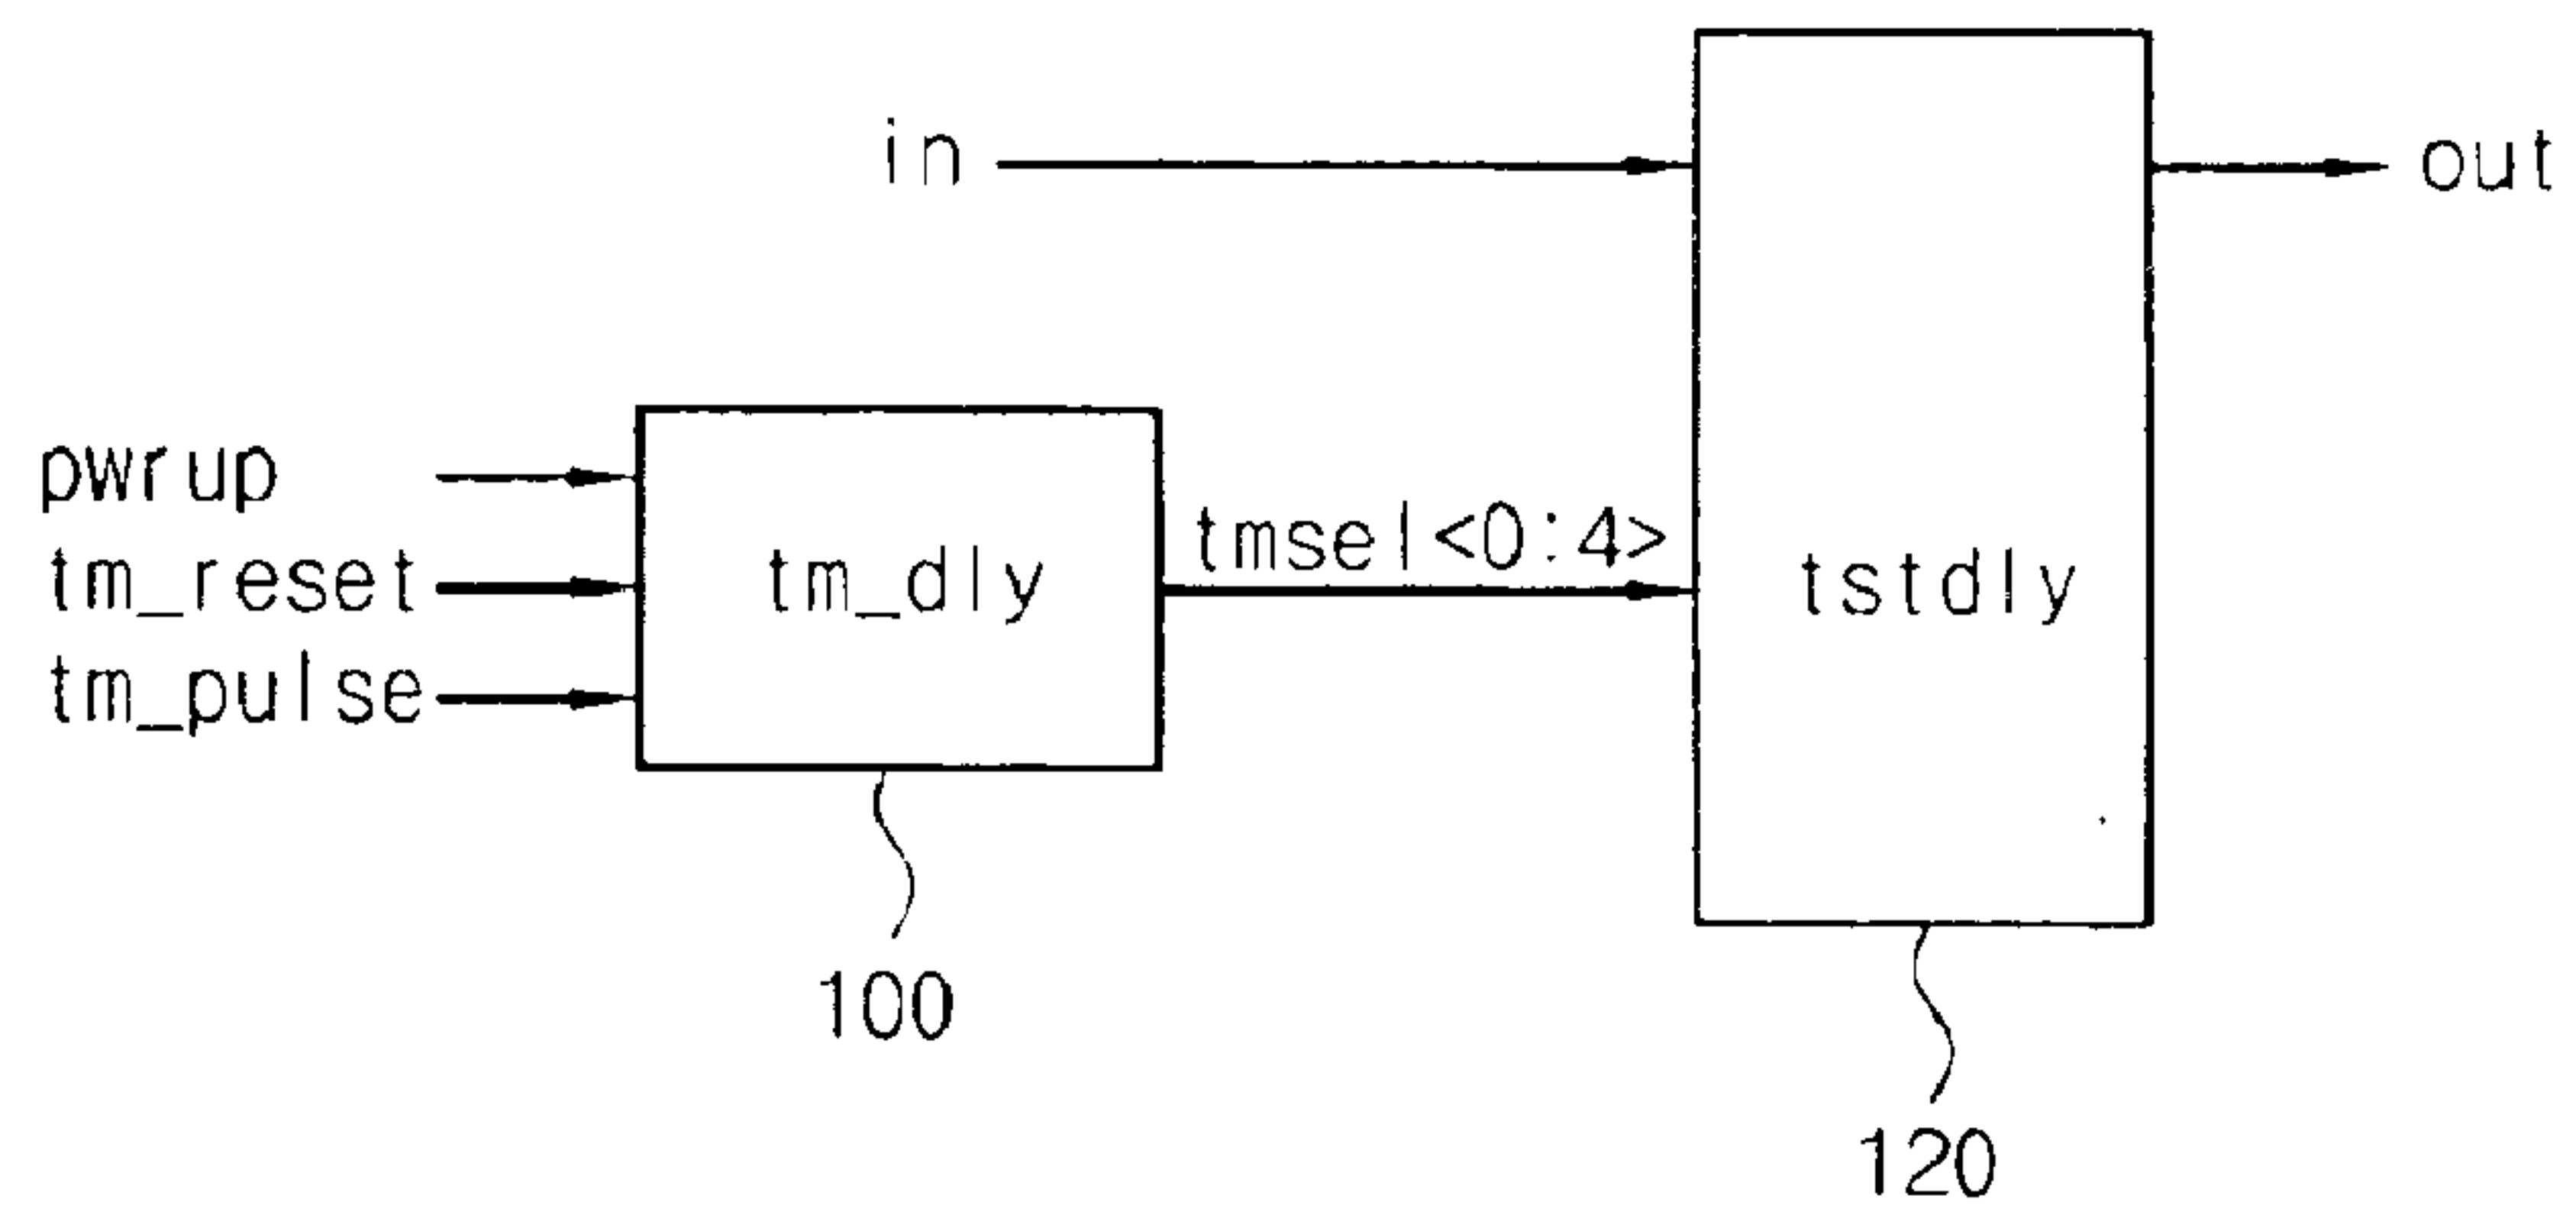 in
out
pwrup
tm_reset
tm_pulse
tm_dly
tmsel<0:4>
tstdly
100
120